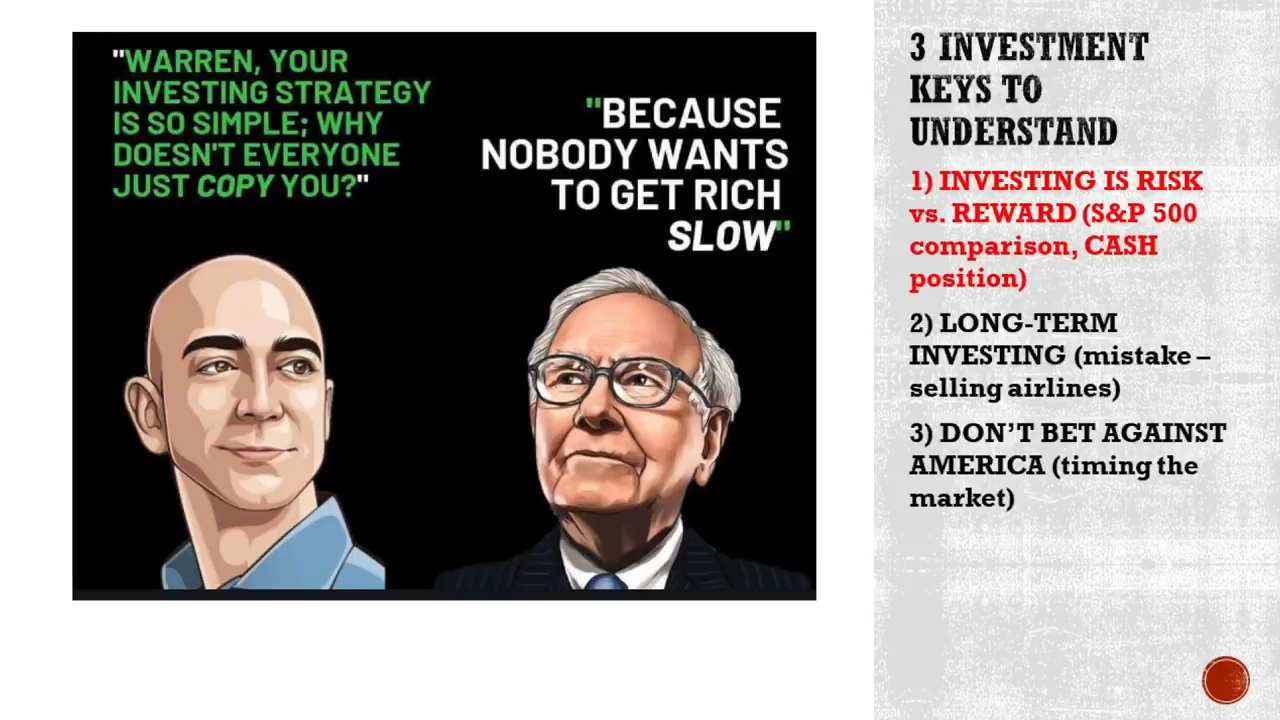 "WARREN, YOUR
INVESTING STRATEGY
IS SO SIMPLE; WHY
DOESN'T EVERYONE
JUST COPY YOU?"
"BECAUSE
NOBODY WANTS
TO GET RICH
SLOW"
3 INVESTMENT
KEYS TO
UNDERSTAND
1) INVESTING IS RISK
vs. REWARD (S&P 500
comparison, CASH
position)
2) LONG-TERM
INVESTING (mistake –
selling airlines)
3) DON’T BET AGAINST
AMERICA (timing the
market)